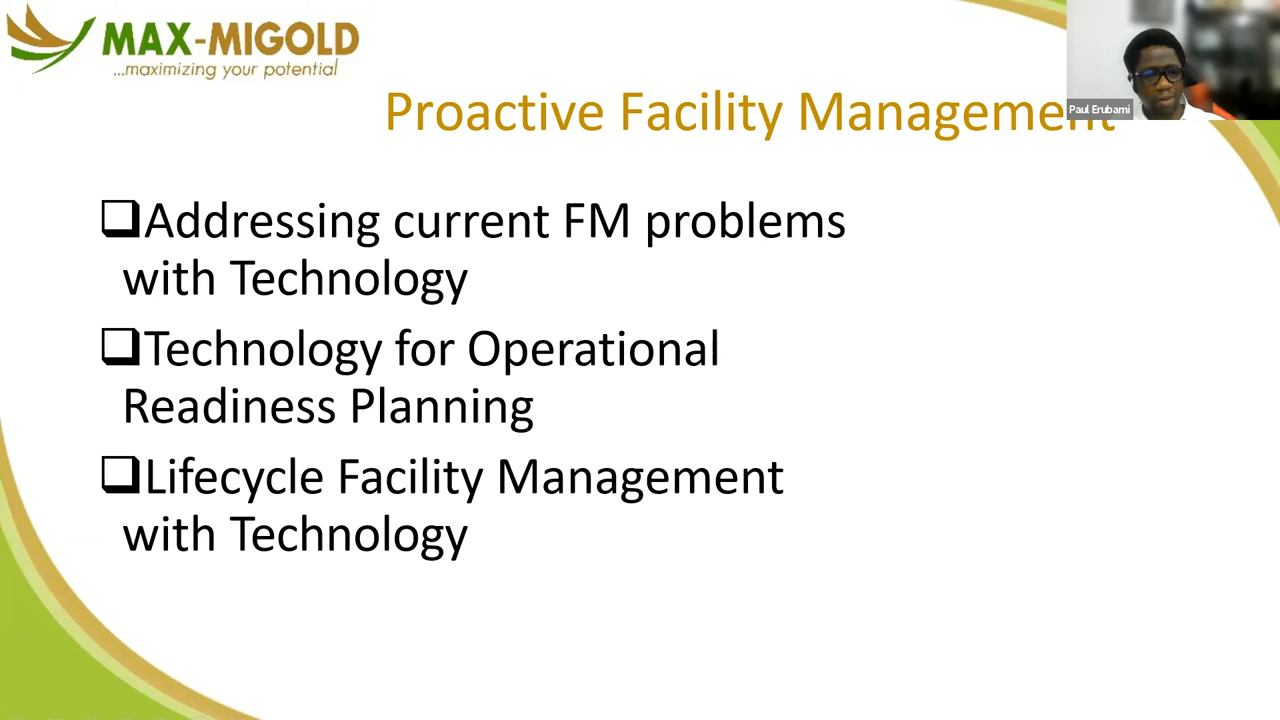 MAX-MIGOLD
...maximizing your potential
Paul Erubami
Proactive Facility Management
❑Addressing current FM problems
with Technology
❑Technology for Operational
Readiness Planning
❑Lifecycle Facility Management
with Technology